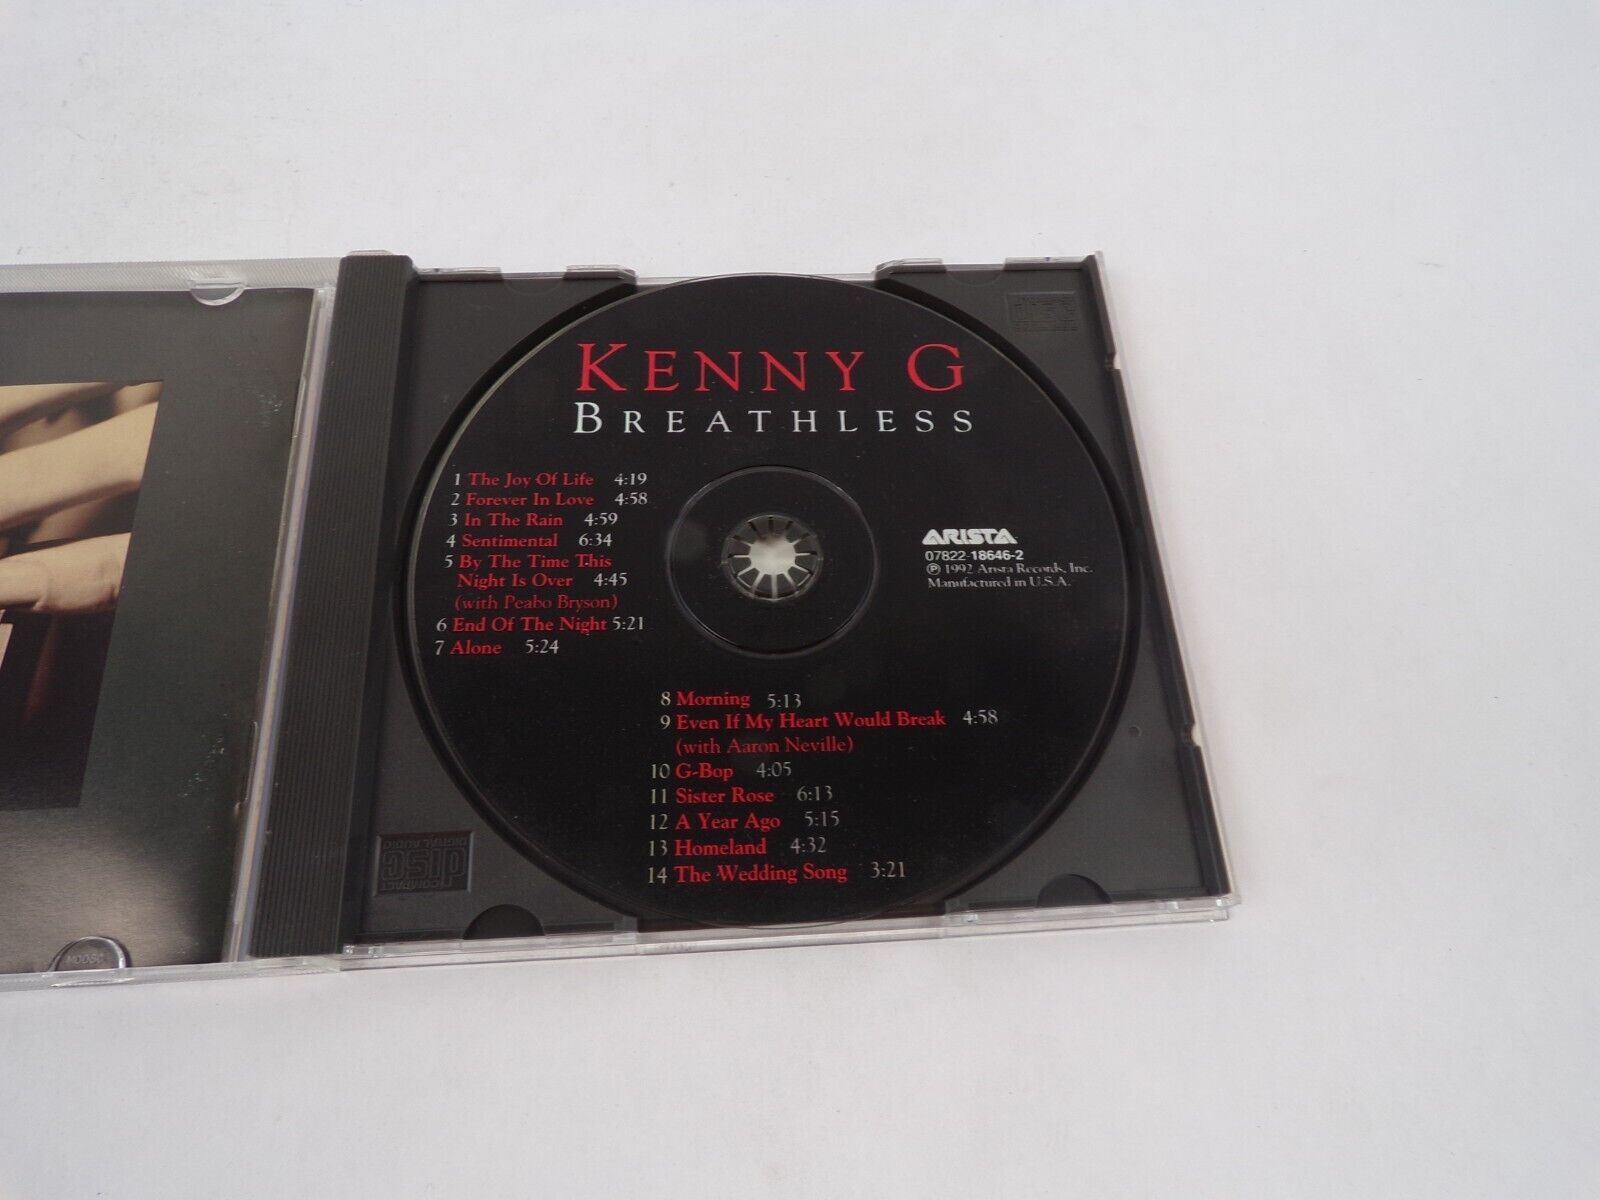 KENNY G
BREATHLESS
1 The Joy Of Life 4:19
2 Forever In Love 4:58
3 In The Rain 4:59
4 Sentimental 6:34
5 By The Time This
Night Is Over 4:45
(with Peabo Bryson)
6 End Of The Night 5:21
7 Alone 5:24
ARISTA
07822-18646-2
℗ 1992 Arista Records, Inc.
Manufactured in U.S.A.
8 Morning 5:13
9 Even If My Heart Would Break 4:58
(with Aaron Neville)
10 G-Bop 4:05
11 Sister Rose 6:13
12 A Year Ago 5:15
13 Homeland 4:32
14 The Wedding Song 3:21
COMPACT
disc
DIGITAL AUDIO